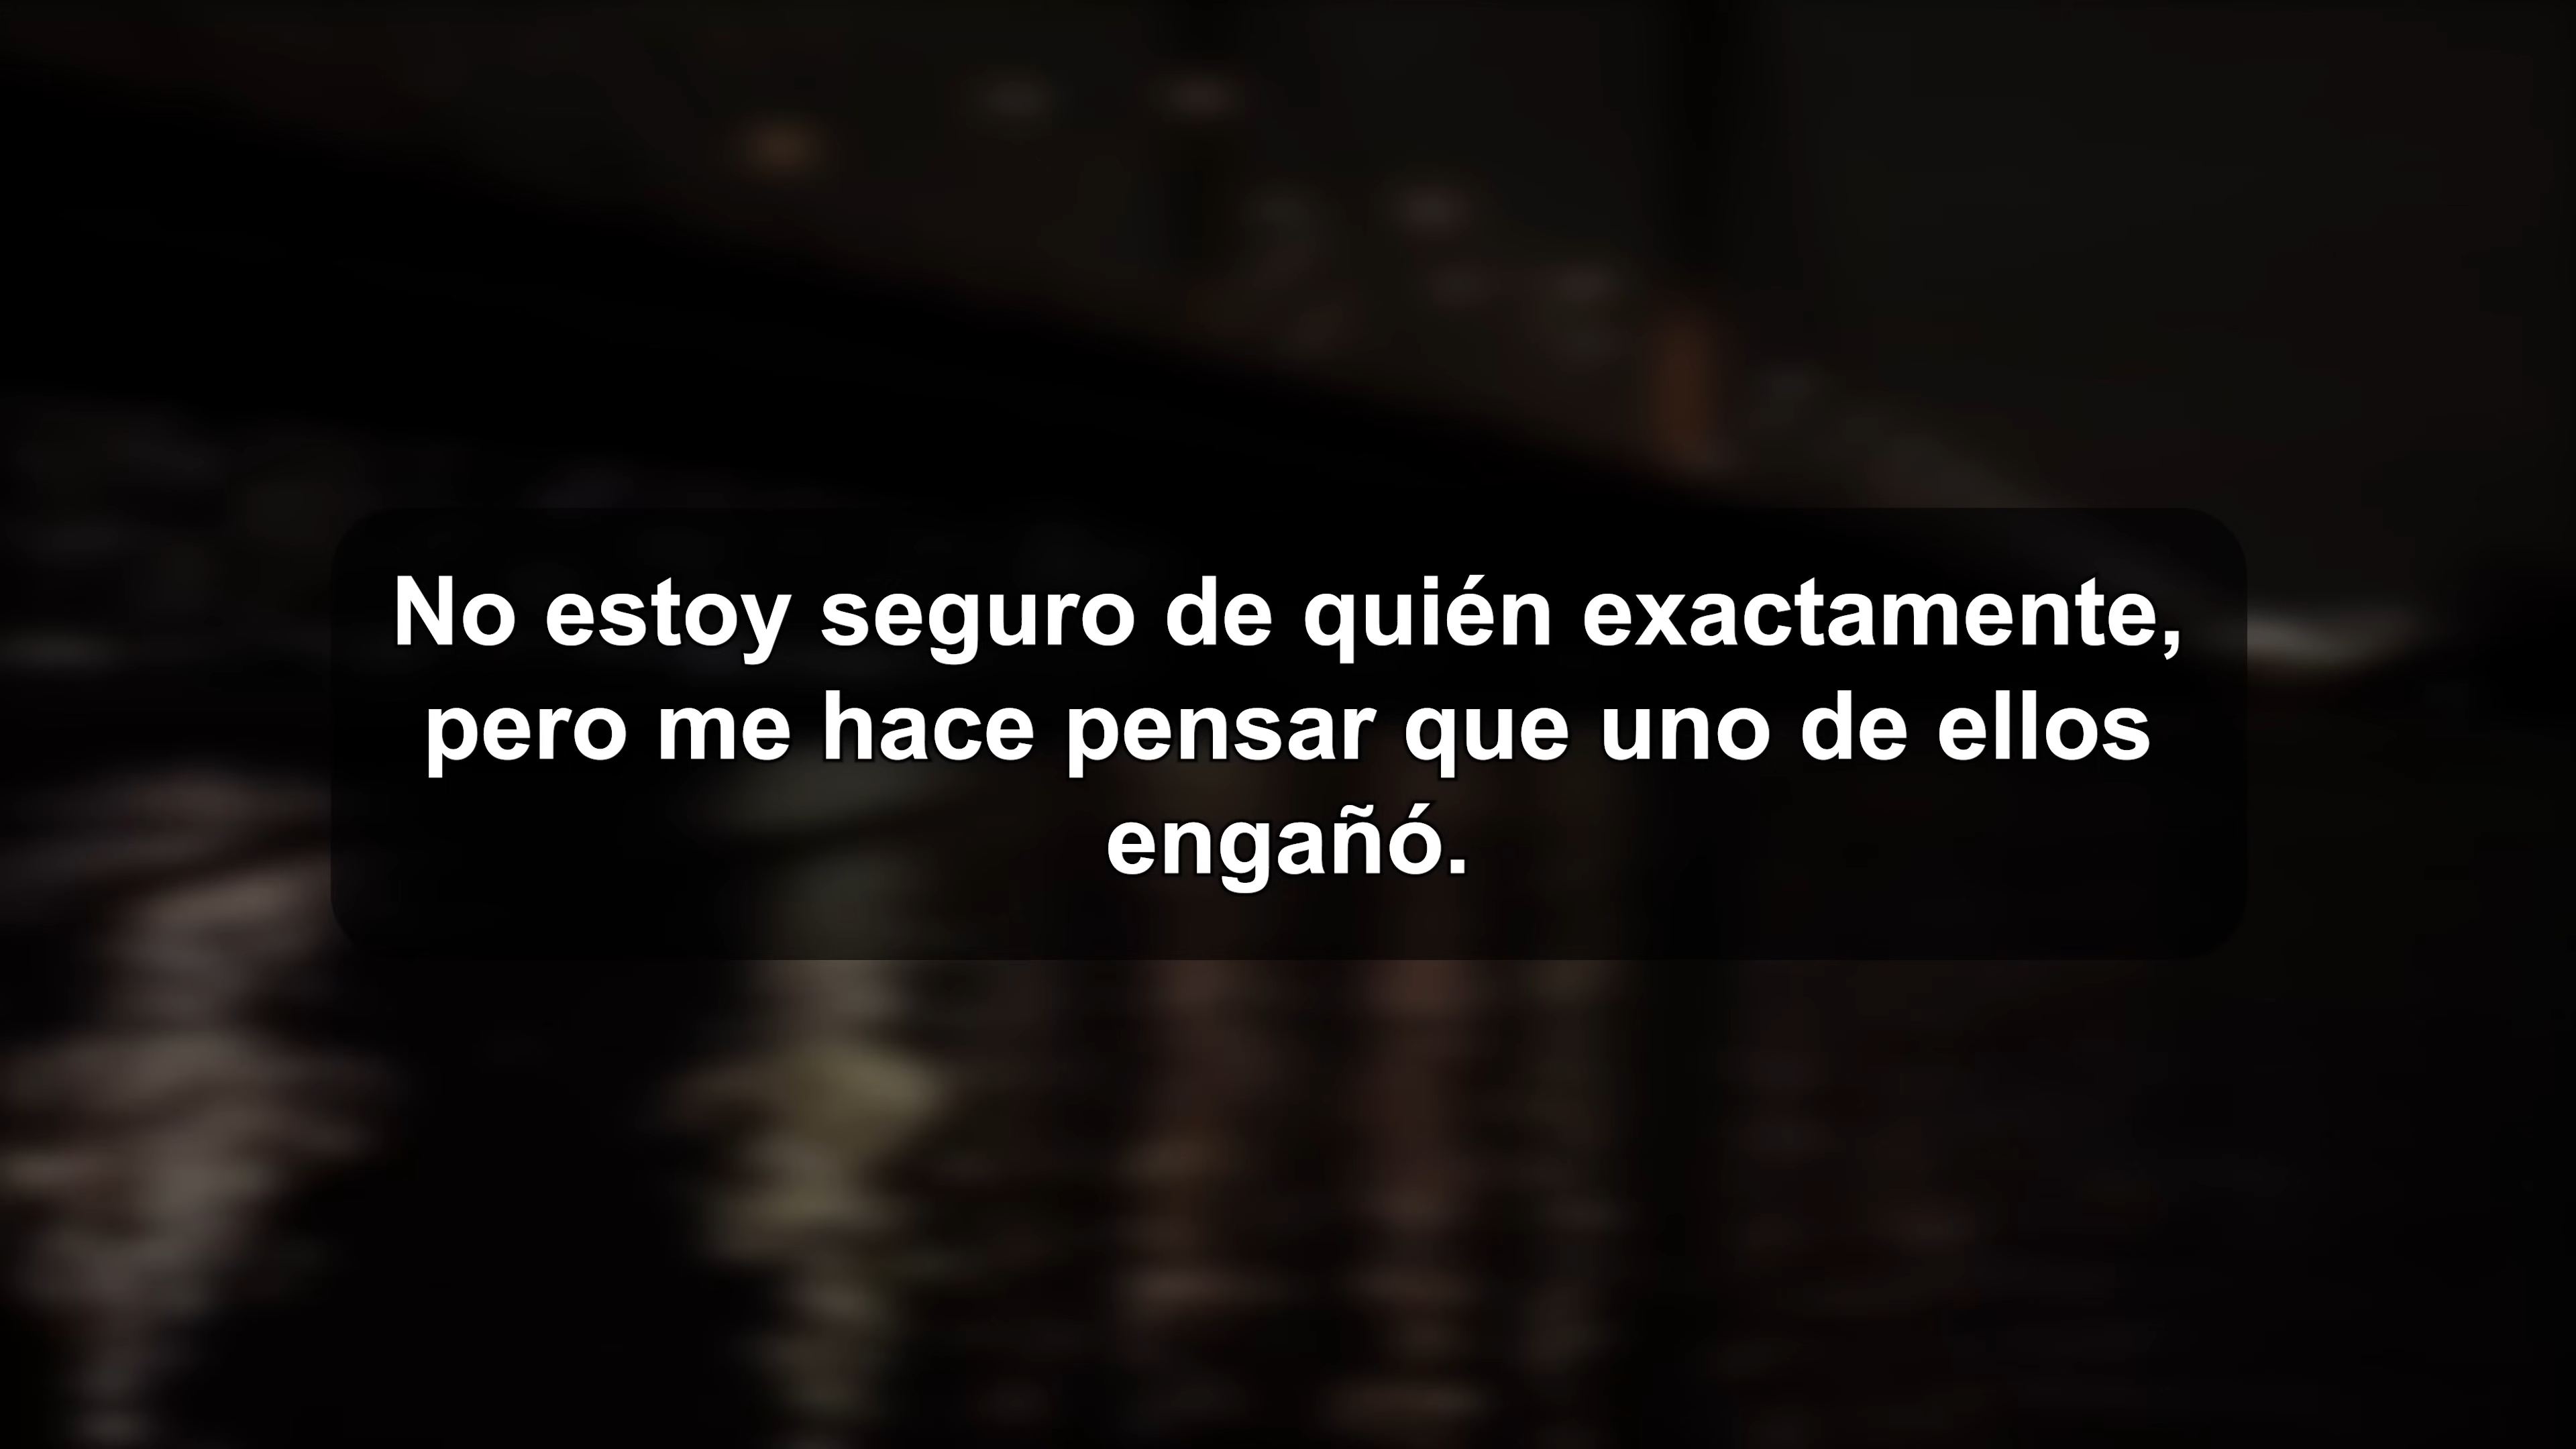 No estoy seguro de quién exactamente,
pero me hace pensar que uno de ellos
engañó.